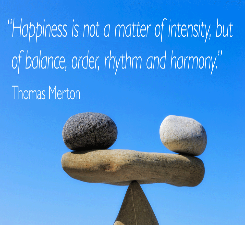 "Happiness is not a matter of intensity, but
of balance, order, rhythm and harmony."
Thomas Merton